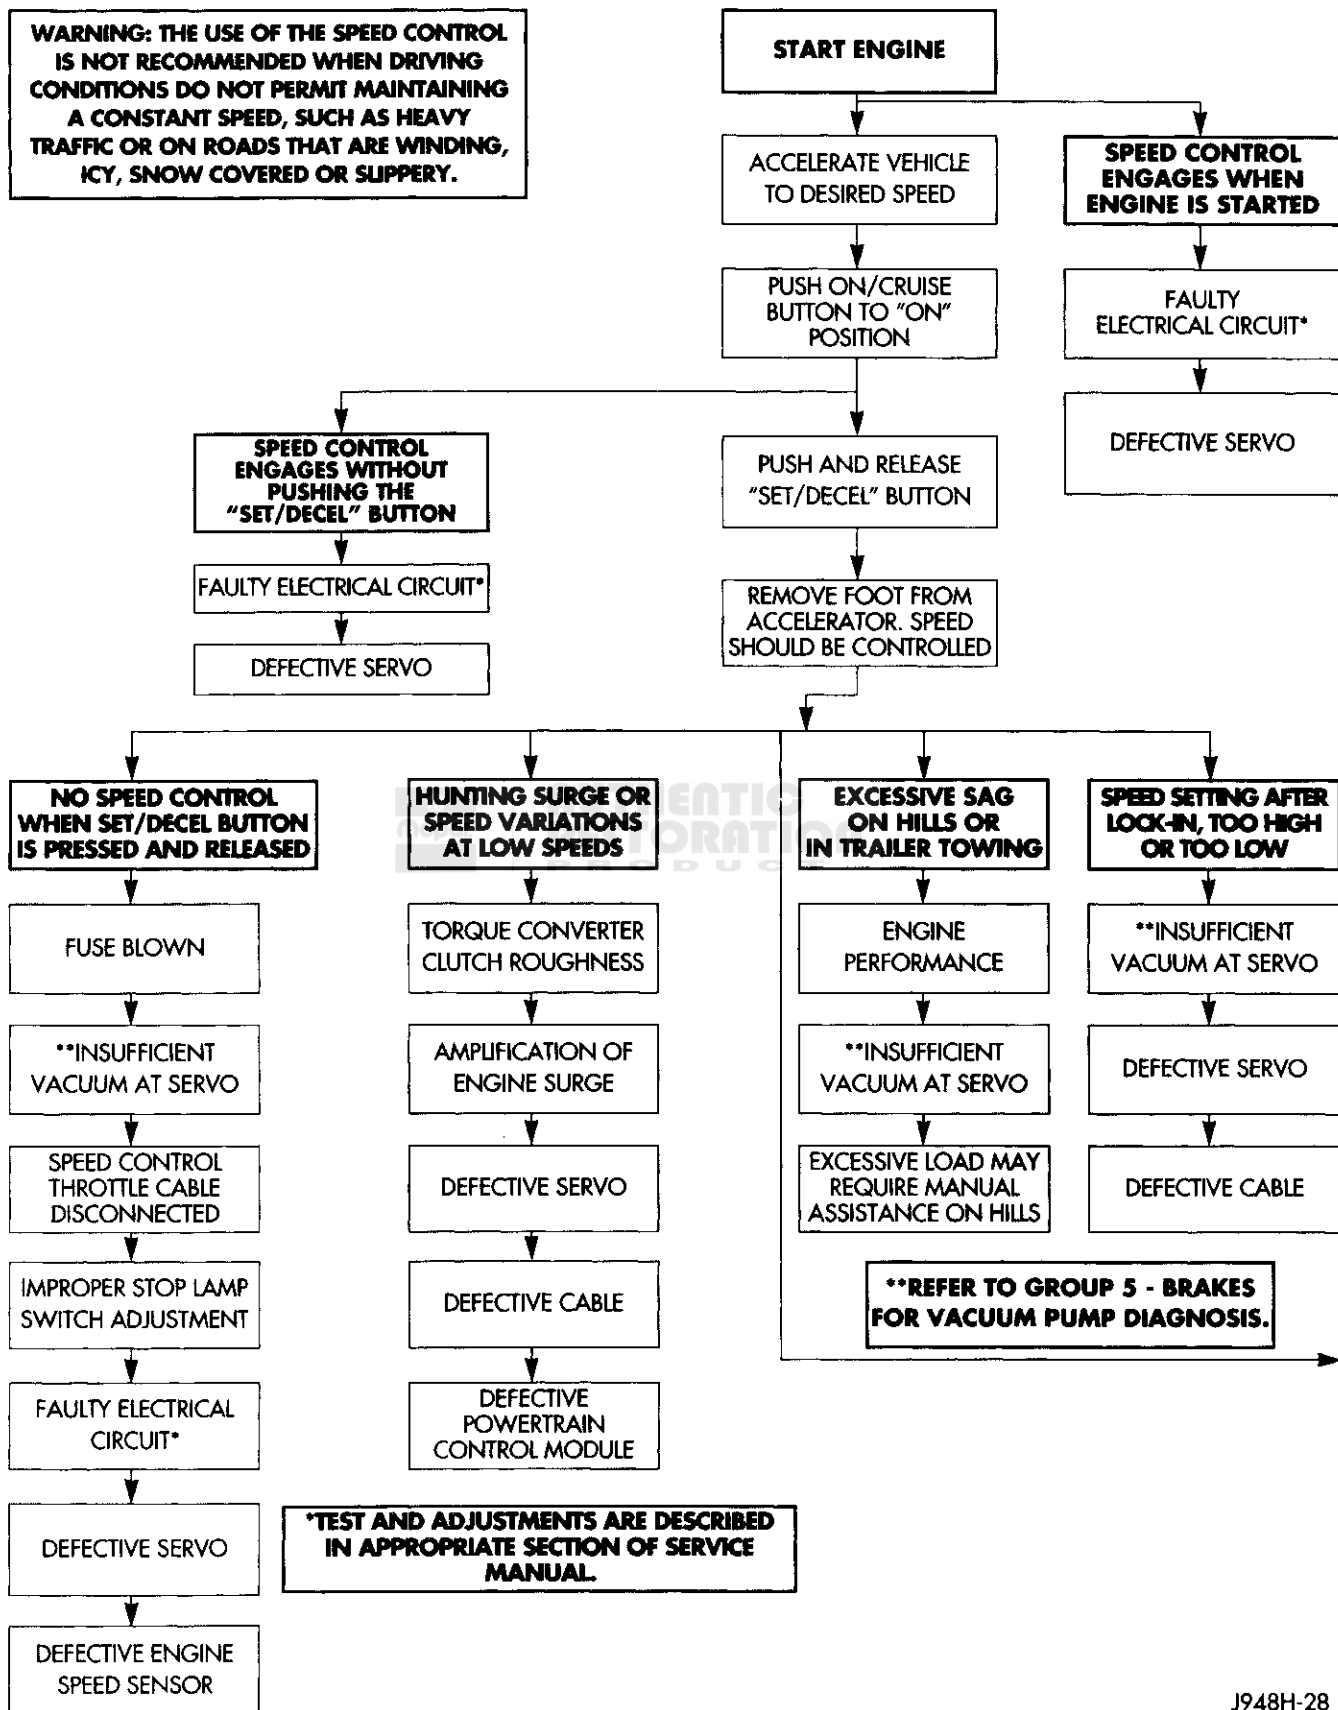 WARNING: THE USE OF THE SPEED CONTROL
IS NOT RECOMMENDED WHEN DRIVING
CONDITIONS DO NOT PERMIT MAINTAINING
A CONSTANT SPEED, SUCH AS HEAVY
TRAFFIC OR ON ROADS THAT ARE WINDING,
ICY, SNOW COVERED OR SLIPPERY.
START ENGINE
ACCELERATE VEHICLE
TO DESIRED SPEED
SPEED CONTROL
ENGAGES WHEN
ENGINE IS STARTED
PUSH ON/CRUISE
BUTTON TO "ON"
POSITION
FAULTY
ELECTRICAL CIRCUIT*
DEFECTIVE SERVO
SPEED CONTROL
ENGAGES WITHOUT
PUSHING THE
"SET/DECEL" BUTTON
PUSH AND RELEASE
"SET/DECEL" BUTTON
FAULTY ELECTRICAL CIRCUIT*
DEFECTIVE SERVO
REMOVE FOOT FROM
ACCELERATOR. SPEED
SHOULD BE CONTROLLED
NO SPEED CONTROL
WHEN SET/DECEL BUTTON
IS PRESSED AND RELEASED
FUSE BLOWN
**INSUFFICIENT
VACUUM AT SERVO
SPEED CONTROL
THROTTLE CABLE
DISCONNECTED
IMPROPER STOP LAMP
SWITCH ADJUSTMENT
FAULTY ELECTRICAL
CIRCUIT*
DEFECTIVE SERVO
DEFECTIVE ENGINE
SPEED SENSOR
HUNTING SURGE OR
SPEED VARIATIONS
AT LOW SPEEDS
TORQUE CONVERTER
CLUTCH ROUGHNESS
AMPLIFICATION OF
ENGINE SURGE
DEFECTIVE SERVO
DEFECTIVE CABLE
DEFECTIVE
POWERTRAIN
CONTROL MODULE
EXCESSIVE SAG
ON HILLS OR
IN TRAILER TOWING
ENGINE
PERFORMANCE
**INSUFFICIENT
VACUUM AT SERVO
EXCESSIVE LOAD MAY
REQUIRE MANUAL
ASSISTANCE ON HILLS
SPEED SETTING AFTER
LOCK-IN, TOO HIGH
OR TOO LOW
**INSUFFICIENT
VACUUM AT SERVO
DEFECTIVE SERVO
DEFECTIVE CABLE
**REFER TO GROUP 5 - BRAKES
FOR VACUUM PUMP DIAGNOSIS.
*TEST AND ADJUSTMENTS ARE DESCRIBED
IN APPROPRIATE SECTION OF SERVICE
MANUAL.
J948H-28
PRODUCT